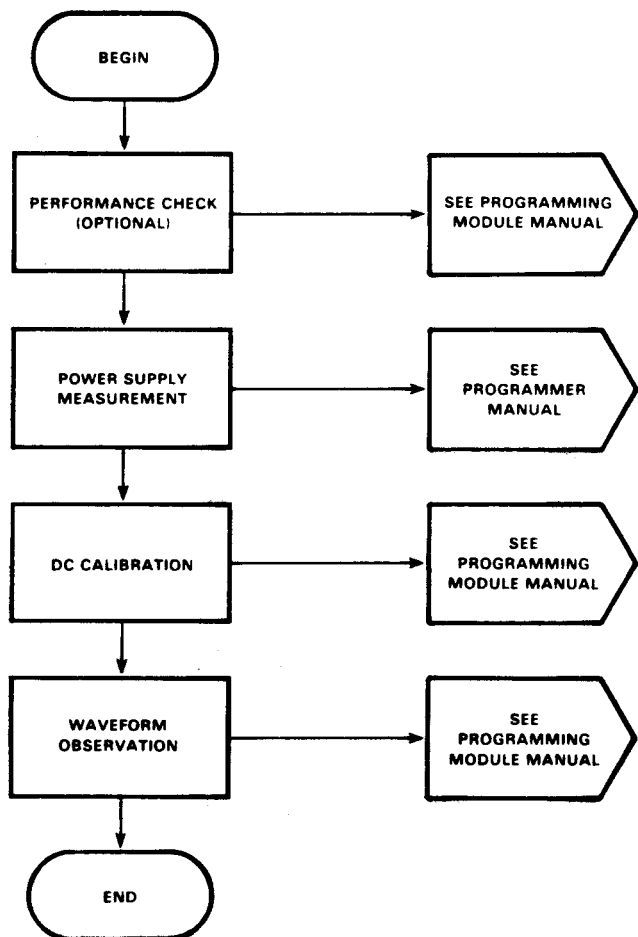 BEGIN
PERFORMANCE CHECK
(OPTIONAL)
SEE PROGRAMMING
MODULE MANUAL
POWER SUPPLY
MEASUREMENT
SEE
PROGRAMMER
MANUAL
DC CALIBRATION
SEE
PROGRAMMING
MODULE MANUAL
WAVEFORM
OBSERVATION
SEE
PROGRAMMING
MODULE MANUAL
END